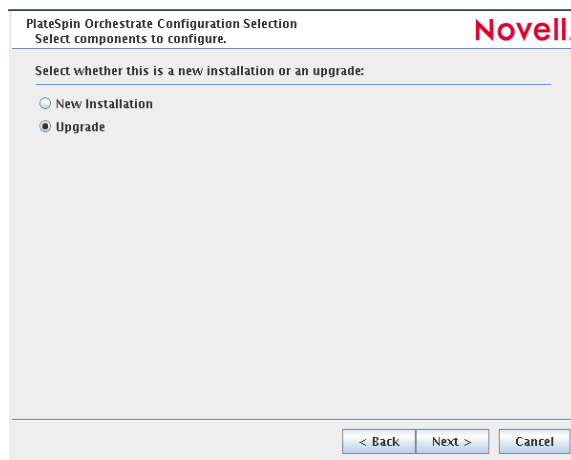 PlateSpin Orchestrate Configuration Selection
Select components to configure.
Novell.
Select whether this is a new installation or an upgrade:
New Installation
Upgrade
< Back
Next >
Cancel